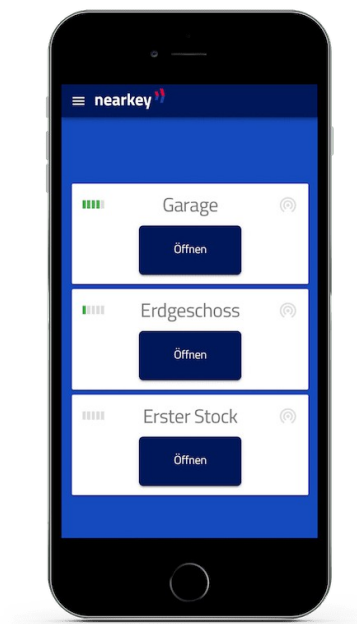 nearkey
Garage
Öffnen
Erdgeschoss
Öffnen
Erster Stock
Öffnen